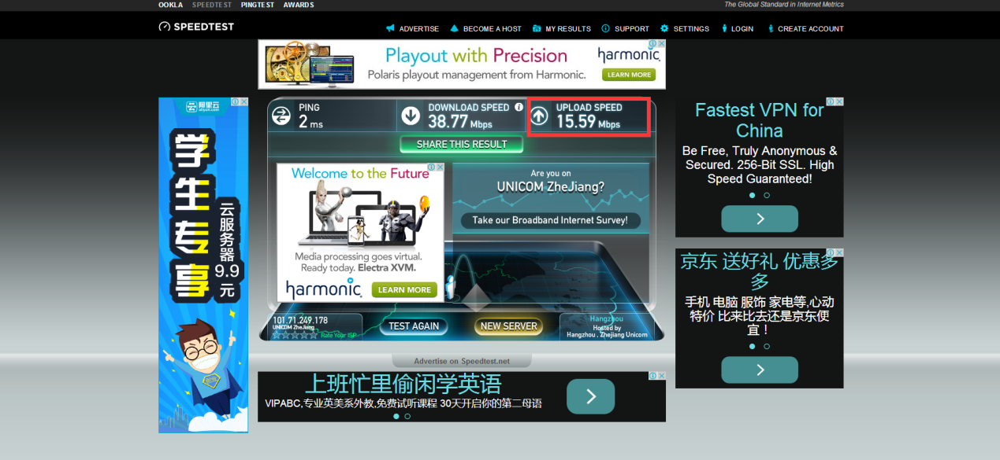 OOKLA SPEEDTEST PINGTEST AWARDS
The Global Standard in Internet Metrics
SPEEDTEST
ADVERTISE BECOME A HOST MY RESULTS SUPPORT SETTINGS LOGIN CREATE ACCOUNT
Playout with Precision
Polaris playout management from Harmonic.
harmonic
LEARN MORE
阿里云
aliyun.com
学生专享
云服务器
9.9
元
PING
2 ms
DOWNLOAD SPEED
38.77 Mbps
UPLOAD SPEED
15.59 Mbps
SHARE THIS RESULT
Welcome to the Future
Media processing goes virtual.
Ready today. Electra XVM.
harmonic
LEARN MORE
Are you on
UNICOM ZheJiang?
Take our Broadband Internet Survey!
101.71.249.178
UNICOM ZheJiang
Rate Your ISP
TEST AGAIN
NEW SERVER
Hangzhou
Hosted by
Hangzhou , Zhejiang Unicom
Advertise on Speedtest.net
上班忙里偷闲学英语
VIPABC,专业英美系外教,免费试听课程 30天开启你的第二母语
Fastest VPN for
China
Be Free, Truly Anonymous &
Secured. 256-Bit SSL. High
Speed Guaranteed!
京东 送好礼 优惠多
多
手机 电脑 服饰 家电等,心动
特价 比来比去还是京东便
宜！